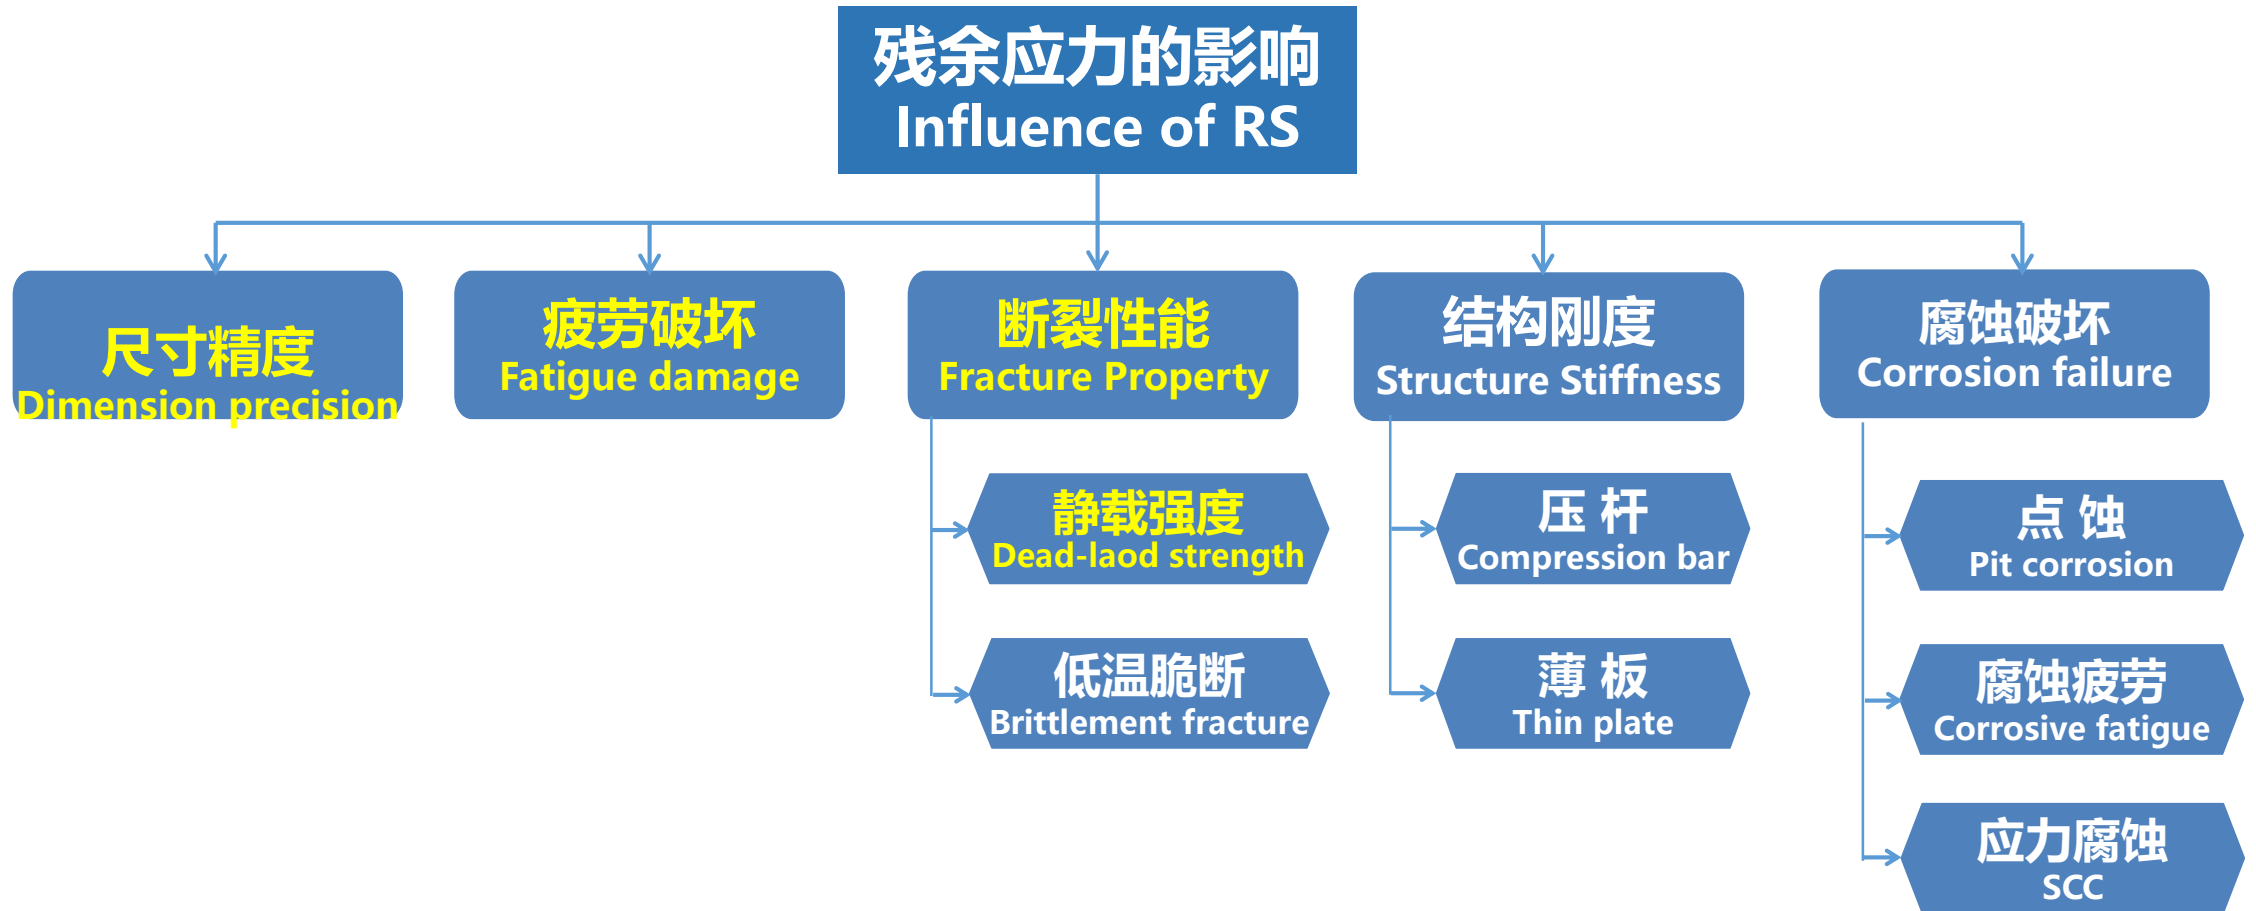 残余应力的影响
Influence of RS
尺寸精度
Dimension precision
疲劳破坏
Fatigue damage
断裂性能
Fracture Property
静载强度
Dead-laod strength
低温脆断
Brittlement fracture
结构刚度
Structure Stiffness
压 杆
Compression bar
薄 板
Thin plate
腐蚀破坏
Corrosion failure
点 蚀
Pit corrosion
腐蚀疲劳
Corrosive fatigue
应力腐蚀
SCC